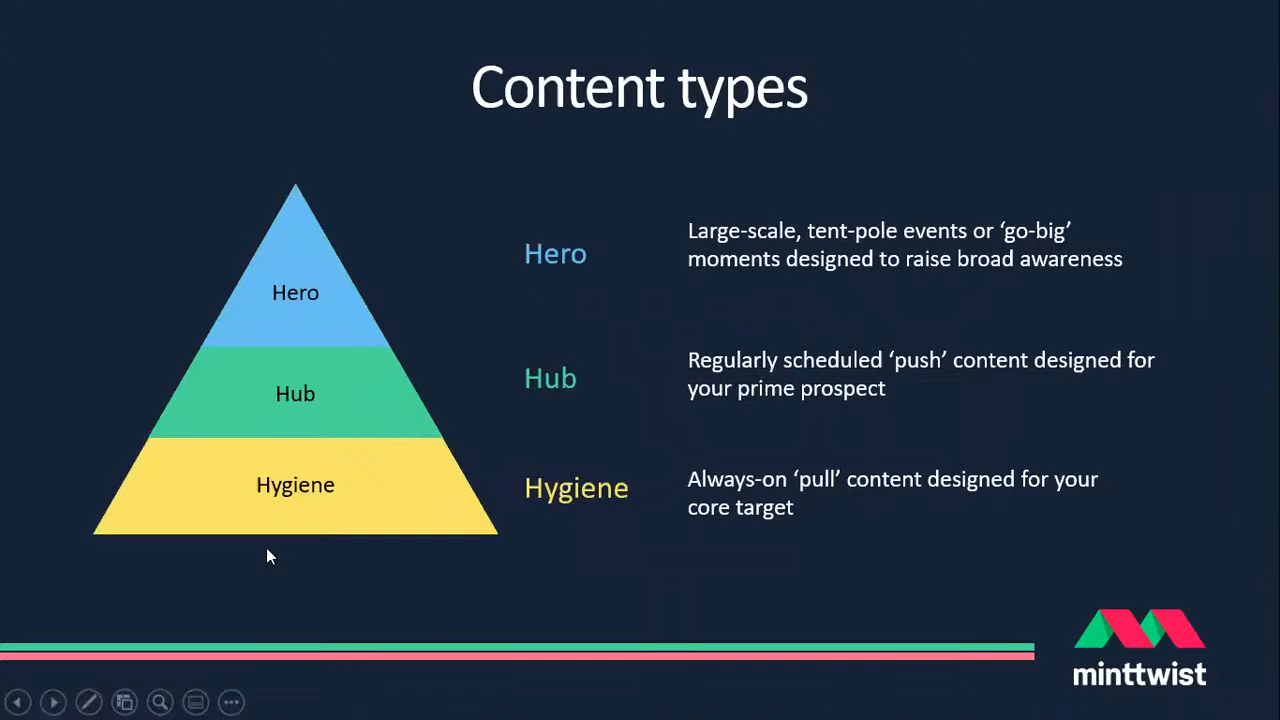 Content types
Hero
Hub
Hygiene
Hero
Large-scale, tent-pole events or ‘go-big’
moments designed to raise broad awareness
Hub
Regularly scheduled ‘push’ content designed for
your prime prospect
Hygiene
Always-on ‘pull’ content designed for your
core target
minttwist